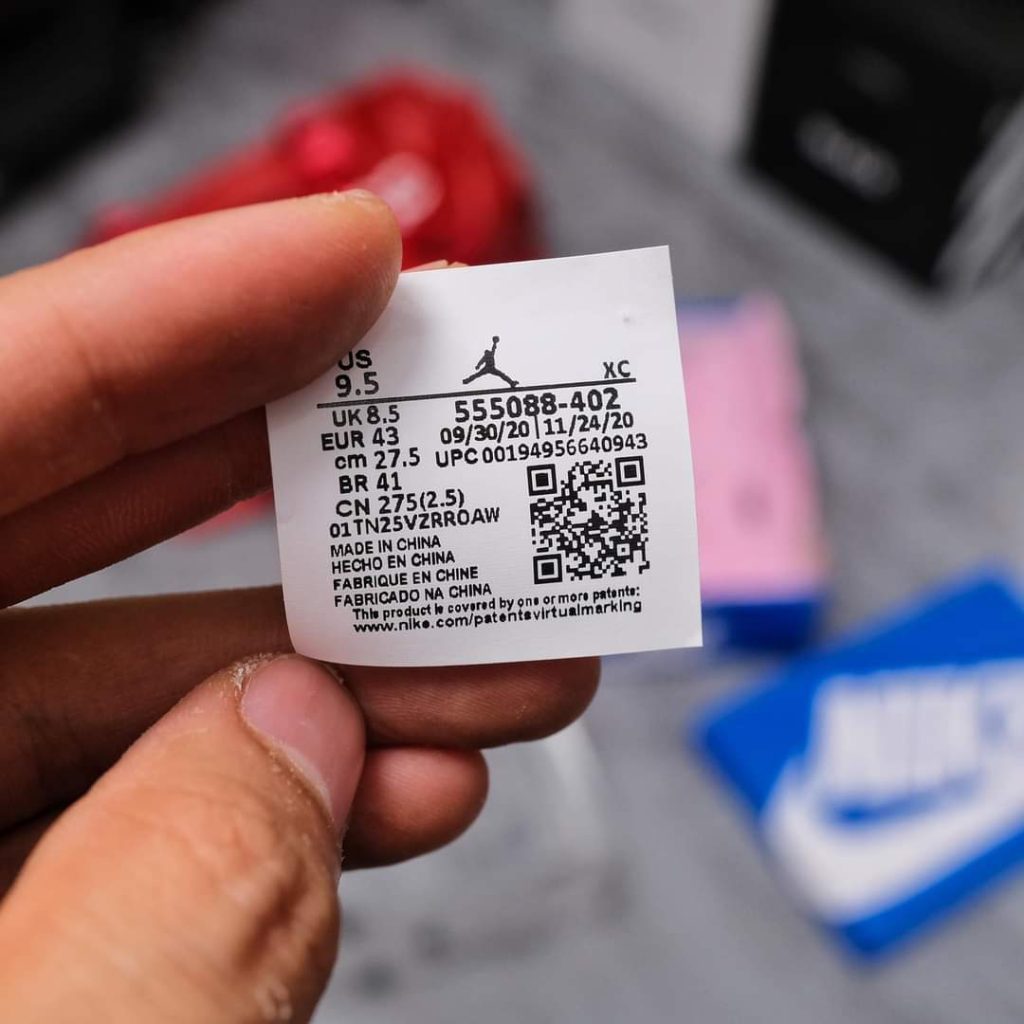 US
9.5
XC
UK 8.5
555088-402
EUR 43
09/30/20 | 11/24/20
cm 27.5
UPC 00194956640943
BR 41
CN 275(2.5)
01TN25VZRROAW
MADE IN CHINA
HECHO EN CHINA
FABRIQUE EN CHINE
FABRICADO NA CHINA
This product is covered by one or more patents:
www.nike.com/patentsvirtualmarking
NIKE